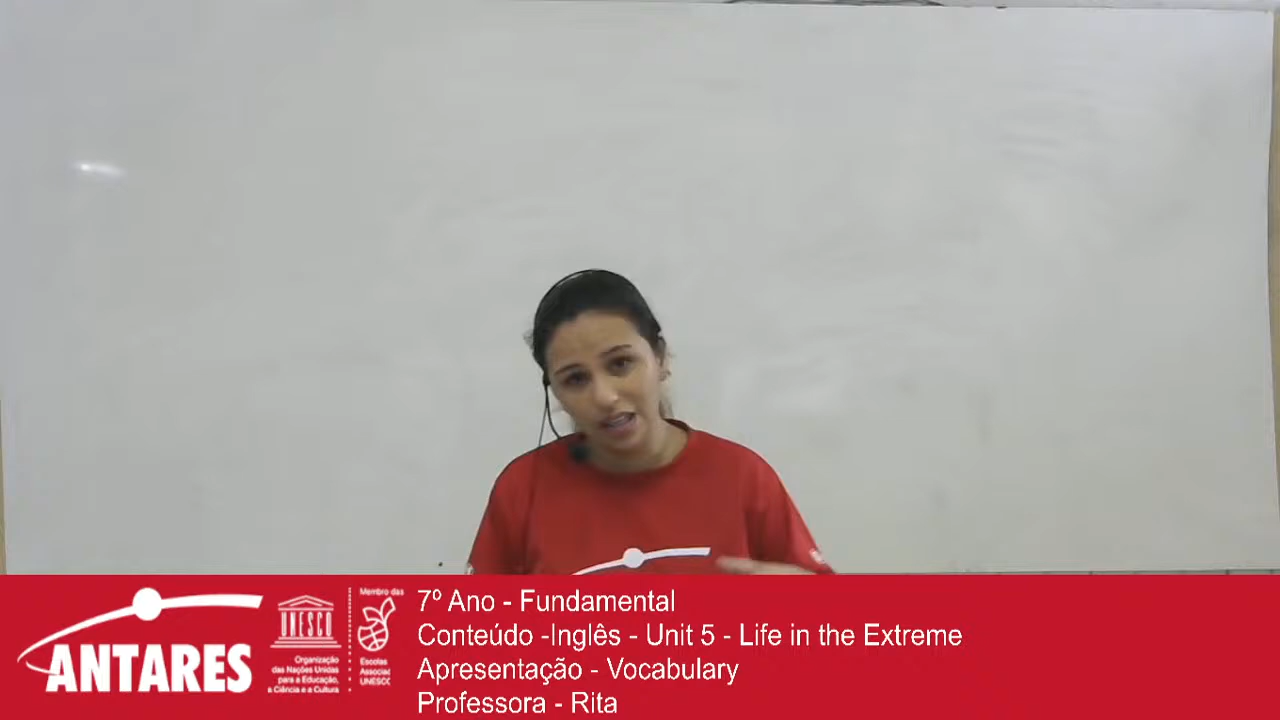 ANTARES
UNESCO
Organização
das Nações Unidas
para a Educação,
a Ciência e a Cultura
Membro das
Escolas
Associad
UNESCO
7º Ano - Fundamental
Conteúdo -Inglês - Unit 5 - Life in the Extreme
Apresentação - Vocabulary
Professora - Rita